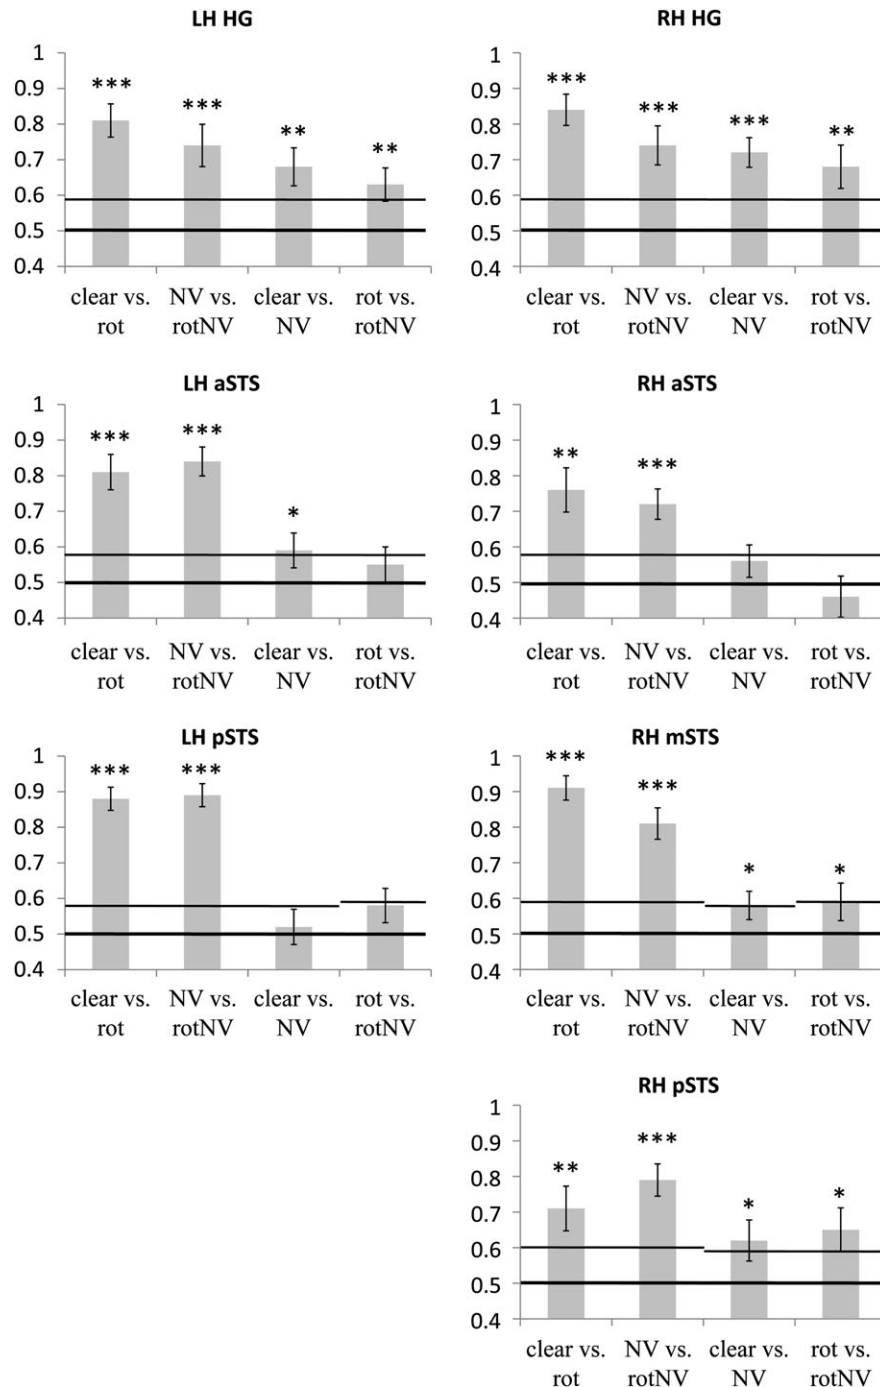 LH HG
1
0.9
0.8
0.7
0.6
0.5
0.4
*** *** ** **
clear vs. NV vs. clear vs. rot vs.
rot rotNV NV rotNV
RH HG
1
0.9
0.8
0.7
0.6
0.5
0.4
*** *** *** **
clear vs. NV vs. clear vs. rot vs.
rot rotNV NV rotNV
LH aSTS
1
0.9
0.8
0.7
0.6
0.5
0.4
*** *** *
clear vs. NV vs. clear vs. rot vs.
rot rotNV NV rotNV
RH aSTS
1
0.9
0.8
0.7
0.6
0.5
0.4
** ***
clear vs. NV vs. clear vs. rot vs.
rot rotNV NV rotNV
LH pSTS
1
0.9
0.8
0.7
0.6
0.5
0.4
*** ***
clear vs. NV vs. clear vs. rot vs.
rot rotNV NV rotNV
RH mSTS
1
0.9
0.8
0.7
0.6
0.5
0.4
*** *** * *
clear vs. NV vs. clear vs. rot vs.
rot rotNV NV rotNV
RH pSTS
1
0.9
0.8
0.7
0.6
0.5
0.4
** *** * *
clear vs. NV vs. clear vs. rot vs.
rot rotNV NV rotNV